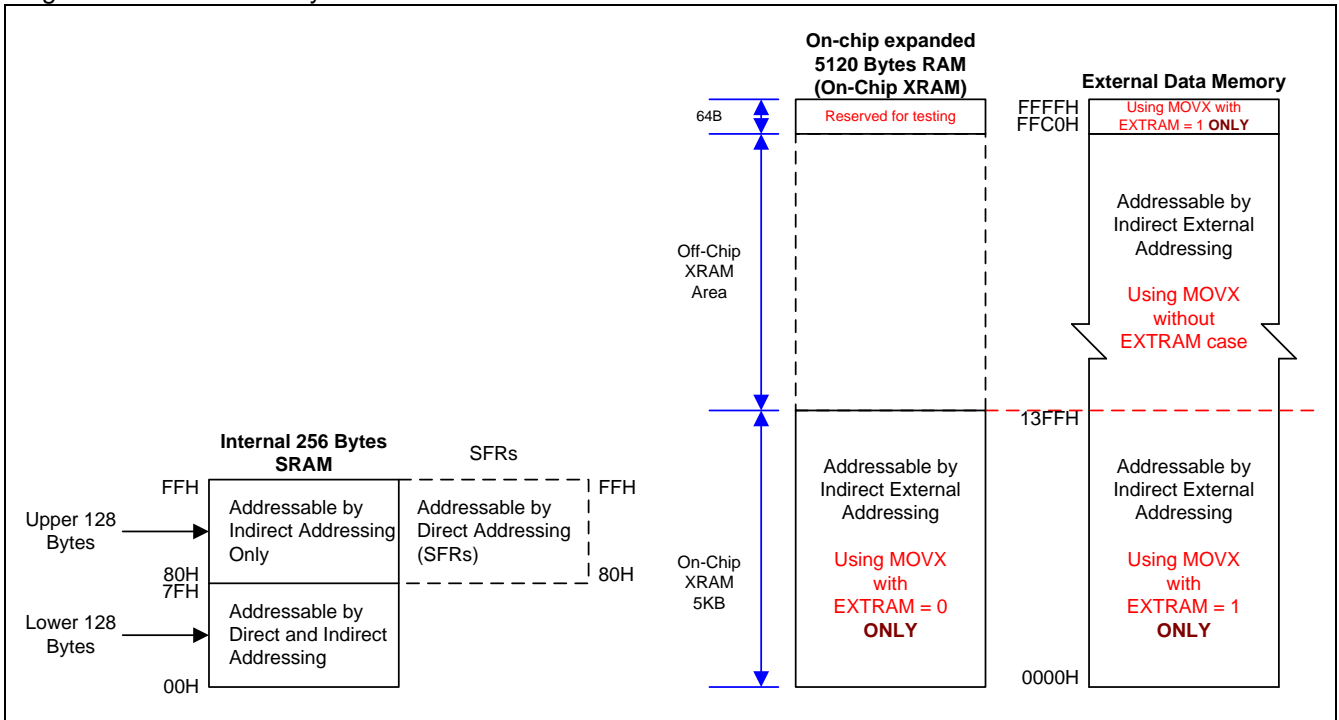 On-chip expanded
5120 Bytes RAM
(On-Chip XRAM)
External Data Memory
64B
Reserved for testing
FFFFH
FFC0H
Using MOVX with
EXTRAM = 1 ONLY
Off-Chip
XRAM
Area
Addressable by
Indirect External
Addressing
Using MOVX
without
EXTRAM case
13FFH
Internal 256 Bytes
SRAM
SFRs
FFH
FFH
Upper 128
Bytes
Addressable by
Indirect Addressing
Only
Addressable by
Direct Addressing
(SFRs)
80H
80H
7FH
Lower 128
Bytes
Addressable by
Direct and Indirect
Addressing
00H
On-Chip
XRAM
5KB
Addressable by
Indirect External
Addressing
Using MOVX
with
EXTRAM = 0
ONLY
Addressable by
Indirect External
Addressing
Using MOVX
with
EXTRAM = 1
ONLY
0000H